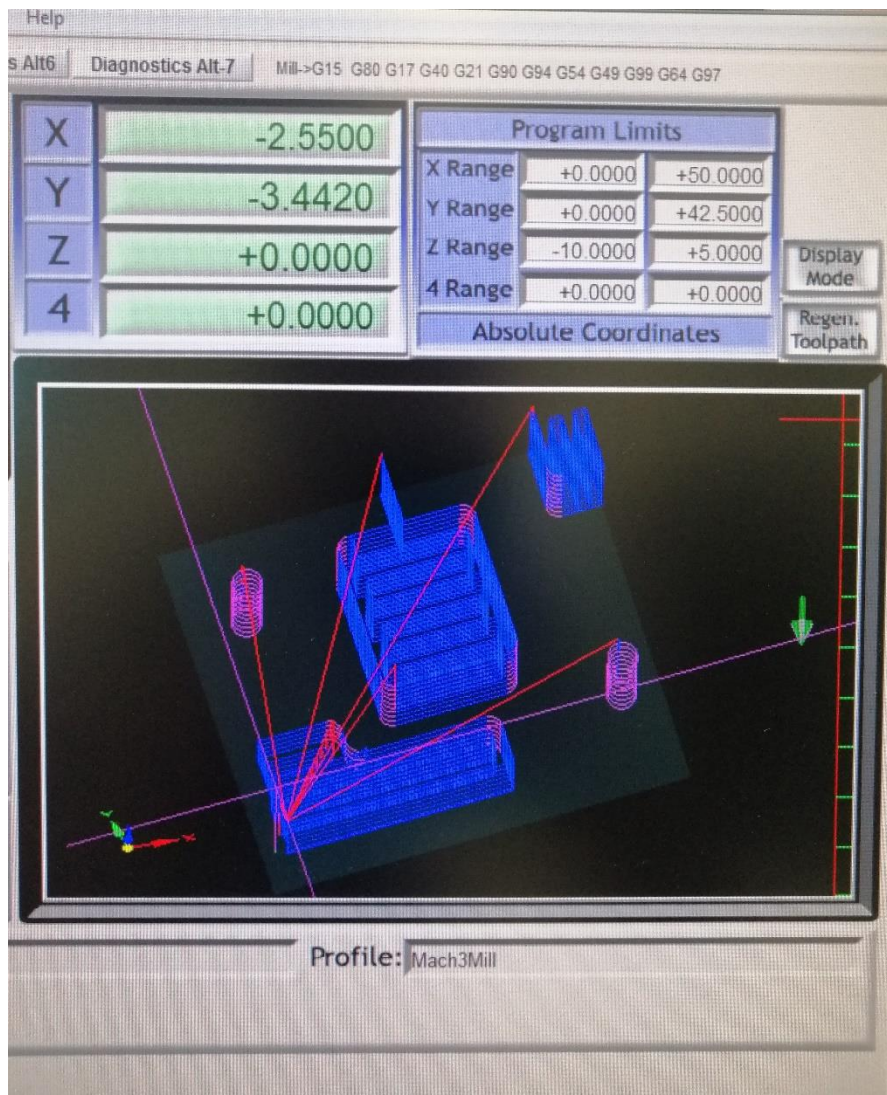 Help
s Alt6 Diagnostics Alt-7 Mill->G15 G80 G17 G40 G21 G90 G94 G54 G49 G99 G64 G97
X -2.5500
Y -3.4420
Z +0.0000
4 +0.0000
Program Limits
X Range +0.0000 +50.0000
Y Range +0.0000 +42.5000
Z Range -10.0000 +5.0000
4 Range +0.0000 +0.0000
Absolute Coordinates
Display
Mode
Regen.
Toolpath
Profile: Mach3Mill